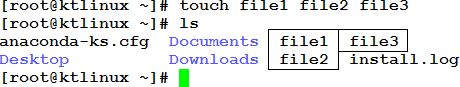 [root@ktlinux ~]# touch file1 file2 file3
[root@ktlinux ~]# ls
anaconda-ks.cfg Documents file1 file3
Desktop Downloads file2 install.log
[root@ktlinux ~]#